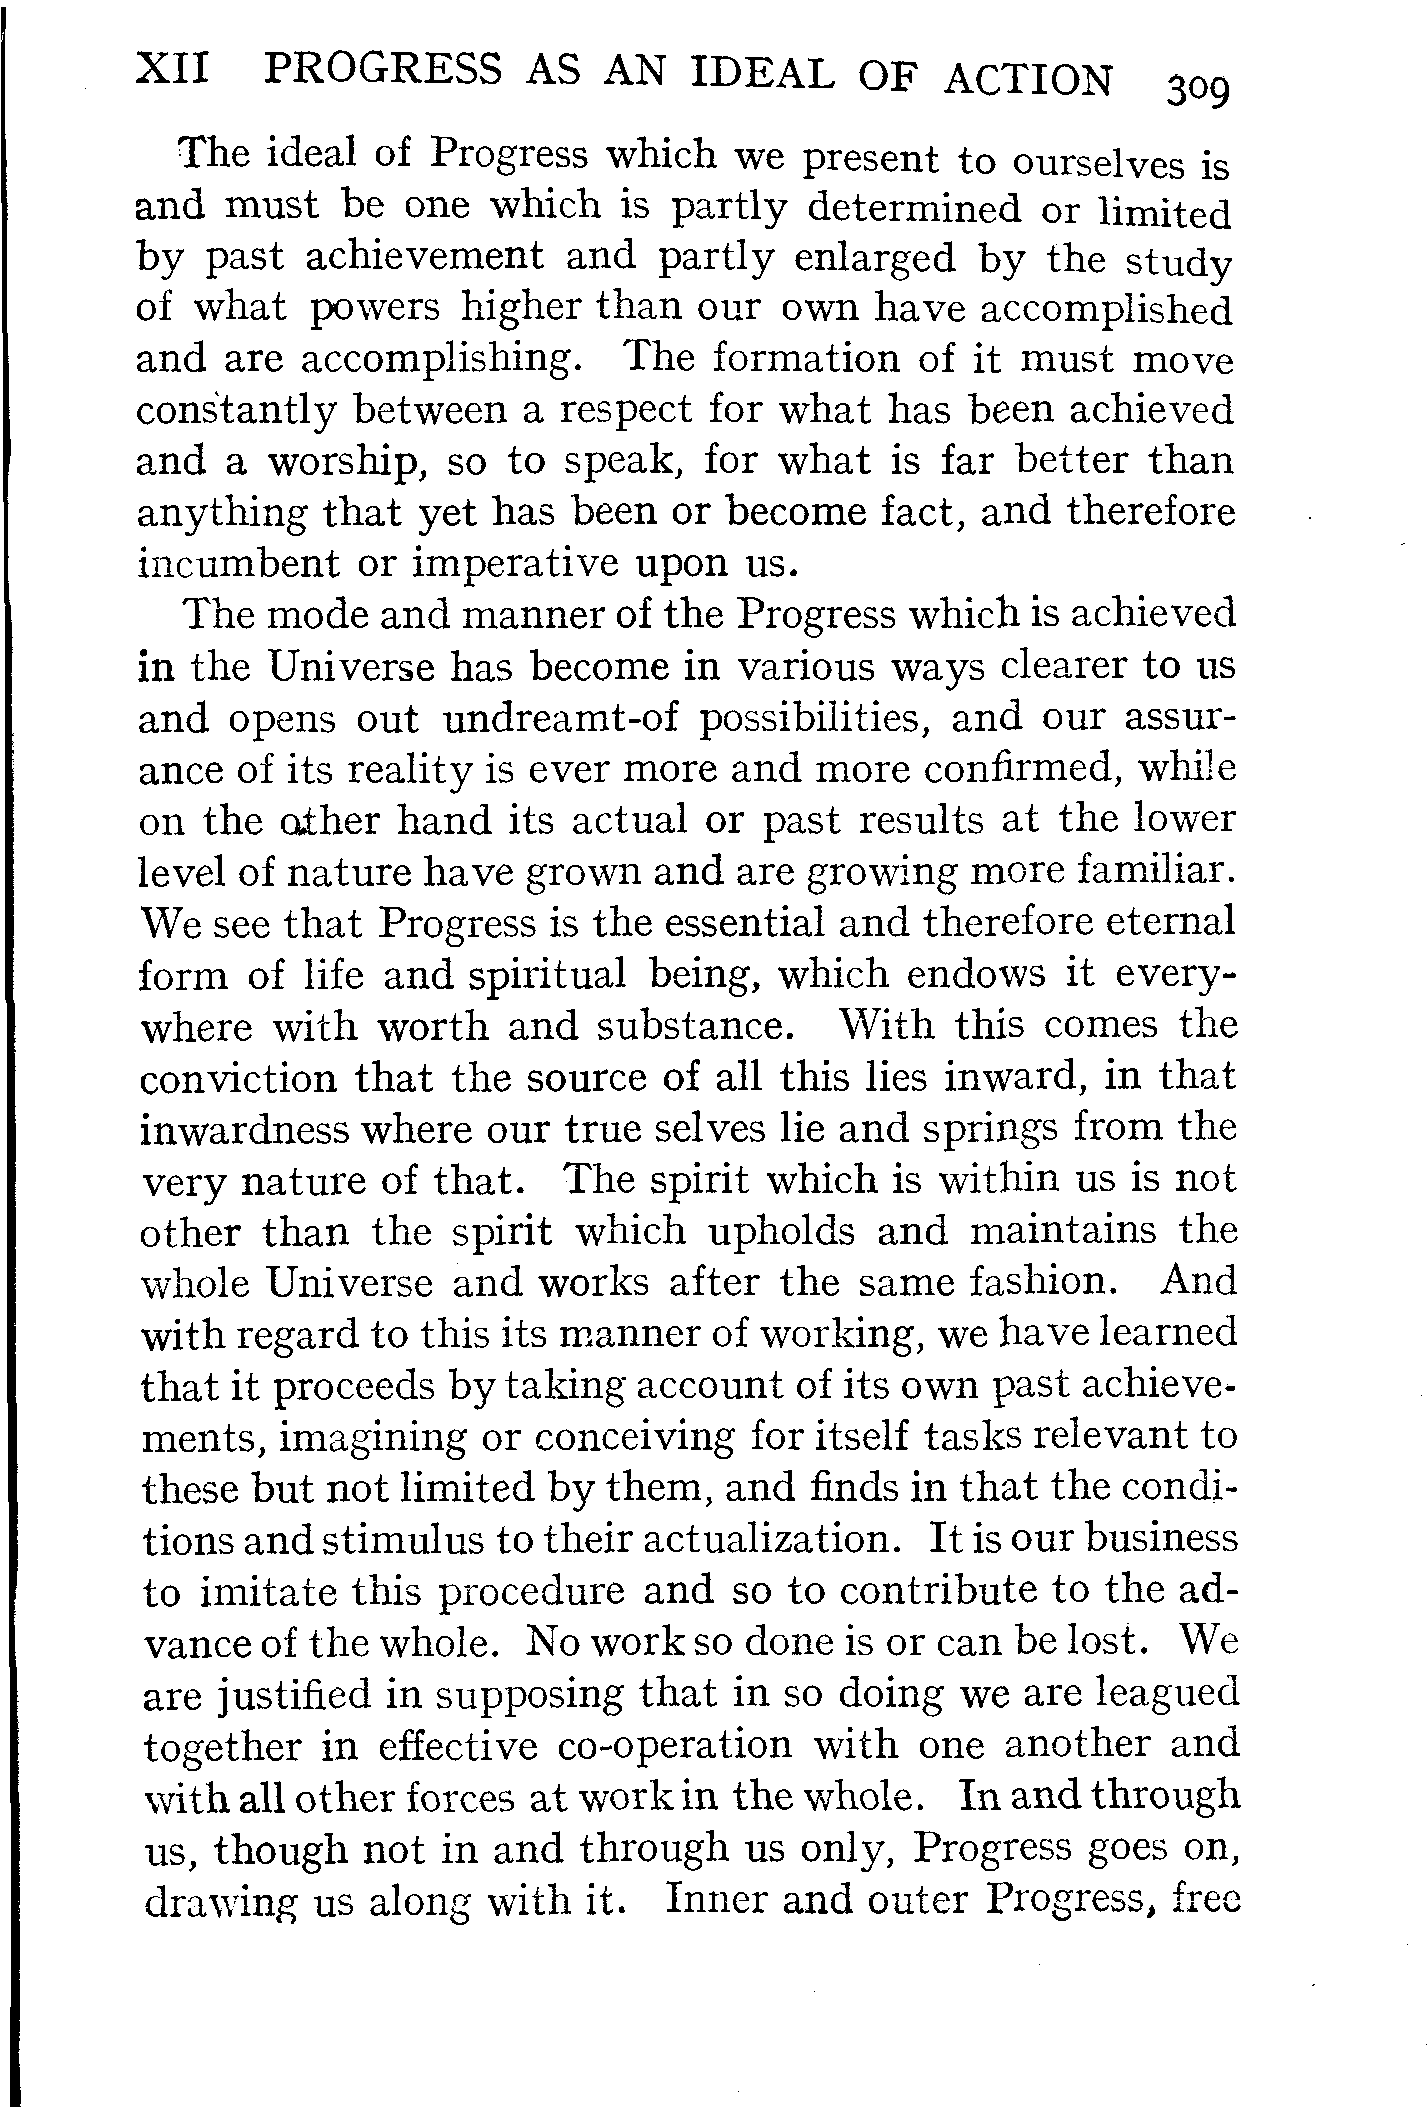 XII PROGRESS AS AN IDEAL OF ACTION 309
The ideal of Progress which we present to ourselves is
and must be one which is partly determined or limited
by past achievement and partly enlarged by the study
of what powers higher than our own have accomplished
and are accomplishing. The formation of it must move
constantly between a respect for what has been achieved
and a worship, so to speak, for what is far better than
anything that yet has been or become fact, and therefore
incumbent or imperative upon us.
The mode and manner of the Progress which is achieved
in the Universe has become in various ways clearer to us
and opens out undreamt-of possibilities, and our assur-
ance of its reality is ever more and more confirmed, while
on the other hand its actual or past results at the lower
level of nature have grown and are growing more familiar.
We see that Progress is the essential and therefore eternal
form of life and spiritual being, which endows it every-
where with worth and substance. With this comes the
conviction that the source of all this lies inward, in that
inwardness where our true selves lie and springs from the
very nature of that. The spirit which is within us is not
other than the spirit which upholds and maintains the
whole Universe and works after the same fashion. And
with regard to this its manner of working, we have learned
that it proceeds by taking account of its own past achieve-
ments, imagining or conceiving for itself tasks relevant to
these but not limited by them, and finds in that the condi-
tions and stimulus to their actualization. It is our business
to imitate this procedure and so to contribute to the ad-
vance of the whole. No work so done is or can be lost. We
are justified in supposing that in so doing we are leagued
together in effective co-operation with one another and
with all other forces at work in the whole. In and through
us, though not in and through us only, Progress goes on,
drawing us along with it. Inner and outer Progress, free